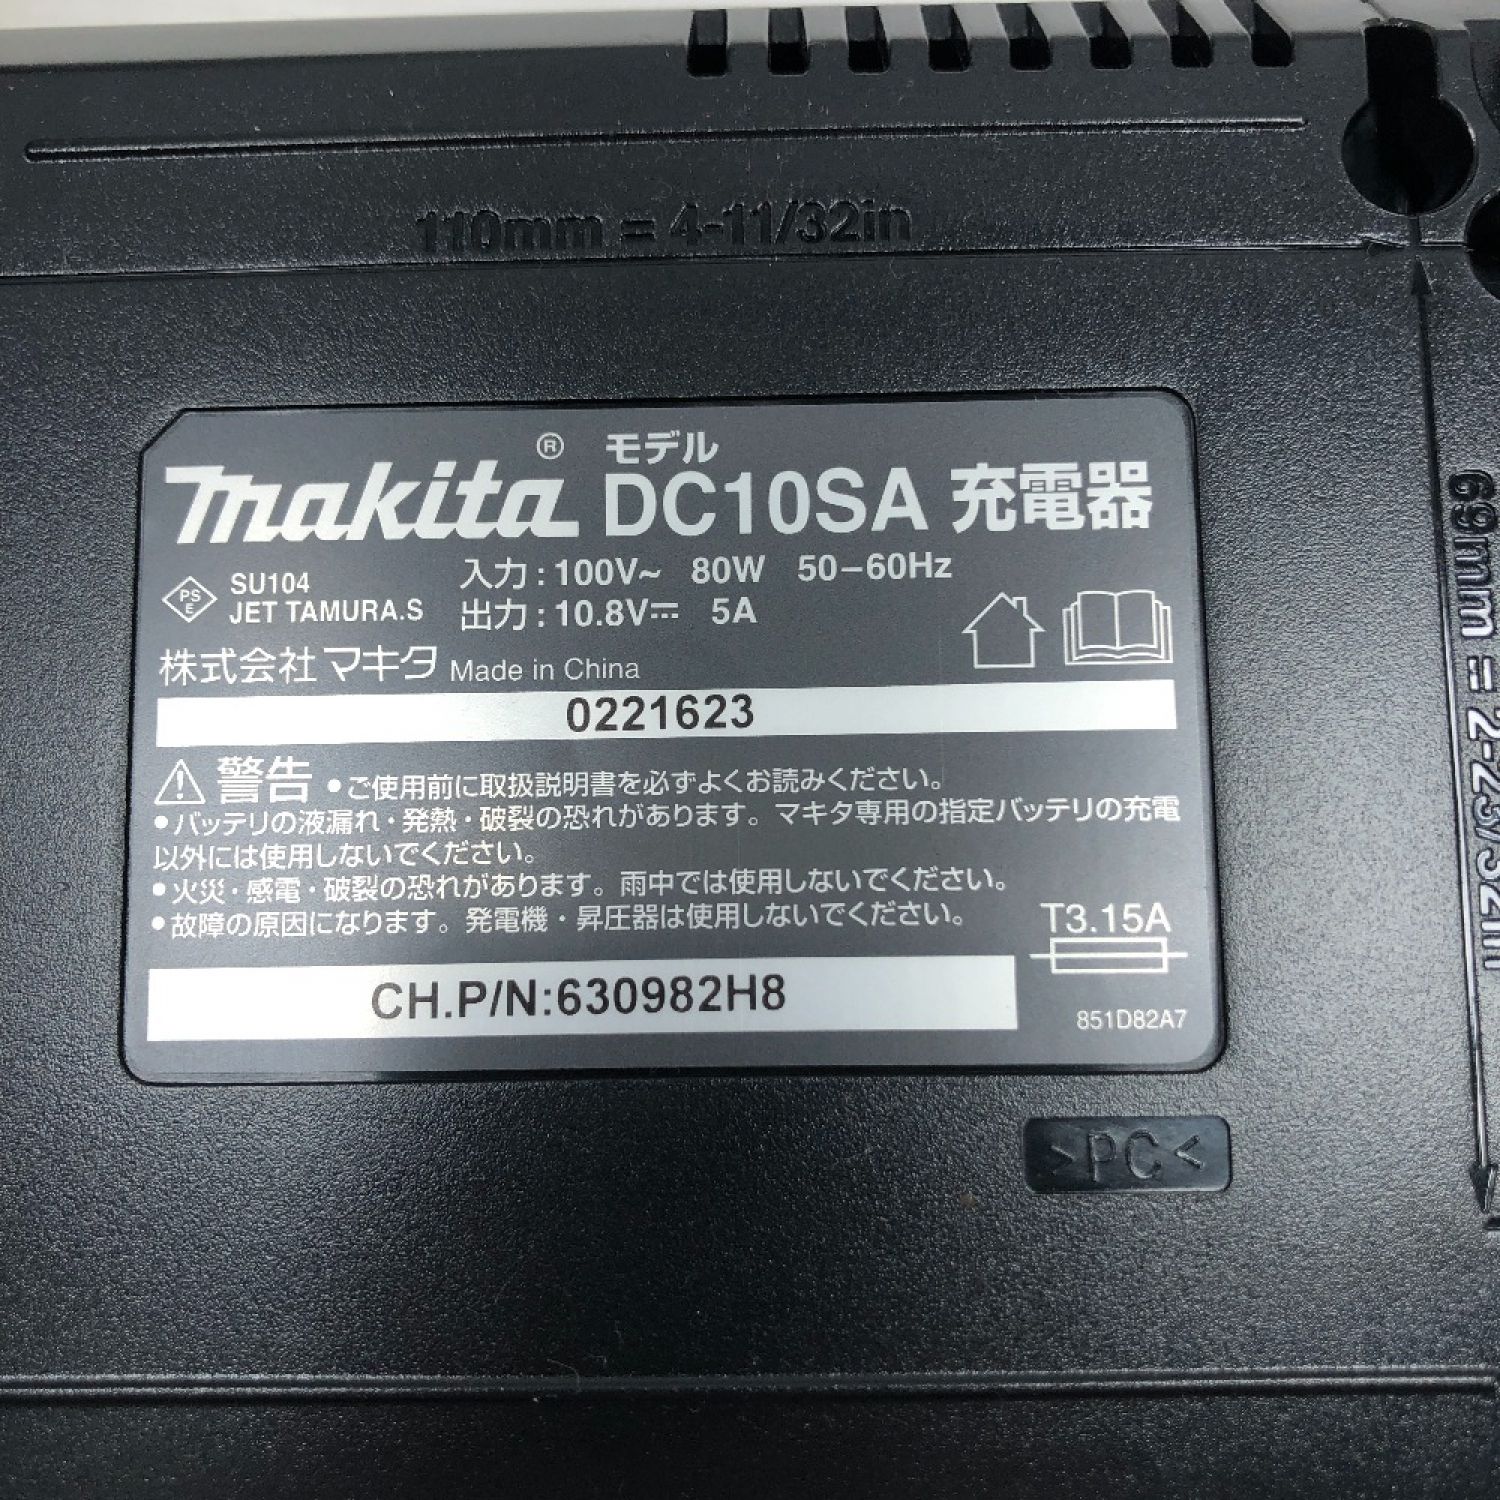 110mm = 4-11/32in
69mm = 2-23/32in
makita® モデル DC10SA 充電器
PSE SU104 JET TAMURA.S
入力 : 100V~ 80W 50-60Hz
出力 : 10.8V⎓ 5A
株式会社マキタ Made in China
0221623
⚠警告 ●ご使用前に取扱説明書を必ずよくお読みください。
●バッテリの液漏れ・発熱・破裂の恐れがあります。マキタ専用の指定バッテリの充電
以外には使用しないでください。
●火災・感電・破裂の恐れがあります。雨中では使用しないでください。
●故障の原因になります。発電機・昇圧器は使用しないでください。
T3.15A
CH.P/N:630982H8
851D82A7
>PC<